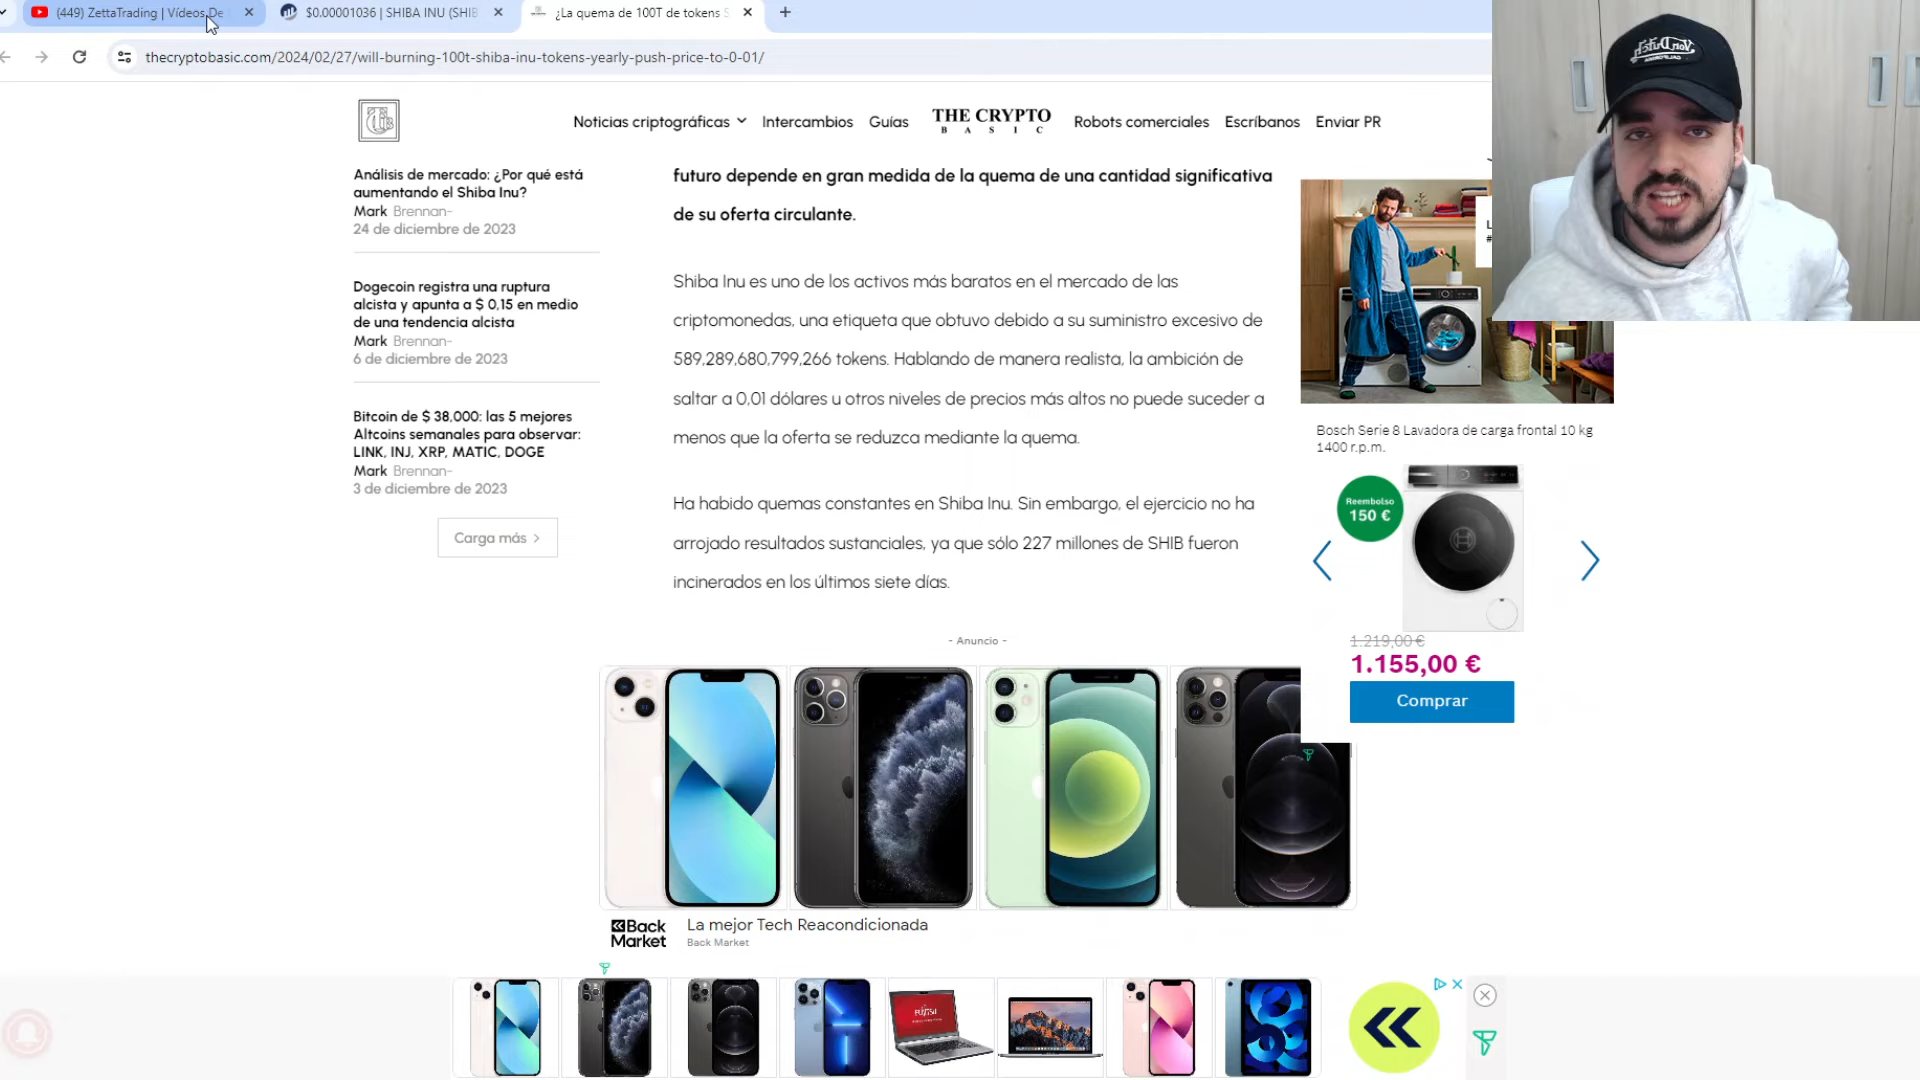 (449) ZettaTrading | Vídeos De
$0.00001036 | SHIBA INU (SHIB
¿La quema de 100T de tokens S
thecryptobasic.com/2024/02/27/will-burning-100t-shiba-inu-tokens-yearly-push-price-to-0-01/
Noticias criptográficas
Intercambios
Guías
THE CRYPTO
BASIC
Robots comerciales
Escríbanos
Enviar PR
Von Dutch
CALIFORNIA
Análisis de mercado: ¿Por qué está
aumentando el Shiba Inu?
Mark Brennan-
24 de diciembre de 2023
Dogecoin registra una ruptura
alcista y apunta a $ 0,15 en medio
de una tendencia alcista
Mark Brennan-
6 de diciembre de 2023
Bitcoin de $ 38,000: las 5 mejores
Altcoins semanales para observar:
LINK, INJ, XRP, MATIC, DOGE
Mark Brennan-
3 de diciembre de 2023
Carga más
futuro depende en gran medida de la quema de una cantidad significativa
de su oferta circulante.
Shiba Inu es uno de los activos más baratos en el mercado de las
criptomonedas, una etiqueta que obtuvo debido a su suministro excesivo de
589,289,680,799,266 tokens. Hablando de manera realista, la ambición de
saltar a 0,01 dólares u otros niveles de precios más altos no puede suceder a
menos que la oferta se reduzca mediante la quema.
Ha habido quemas constantes en Shiba Inu. Sin embargo, el ejercicio no ha
arrojado resultados sustanciales, ya que sólo 227 millones de SHIB fueron
incinerados en los últimos siete días.
- Anuncio -
Back
Market
La mejor Tech Reacondicionada
Back Market
Bosch Serie 8 Lavadora de carga frontal 10 kg
1400 r.p.m.
Reembolso
150 €
1.219,00 €
1.155,00 €
Comprar
FUJITSU